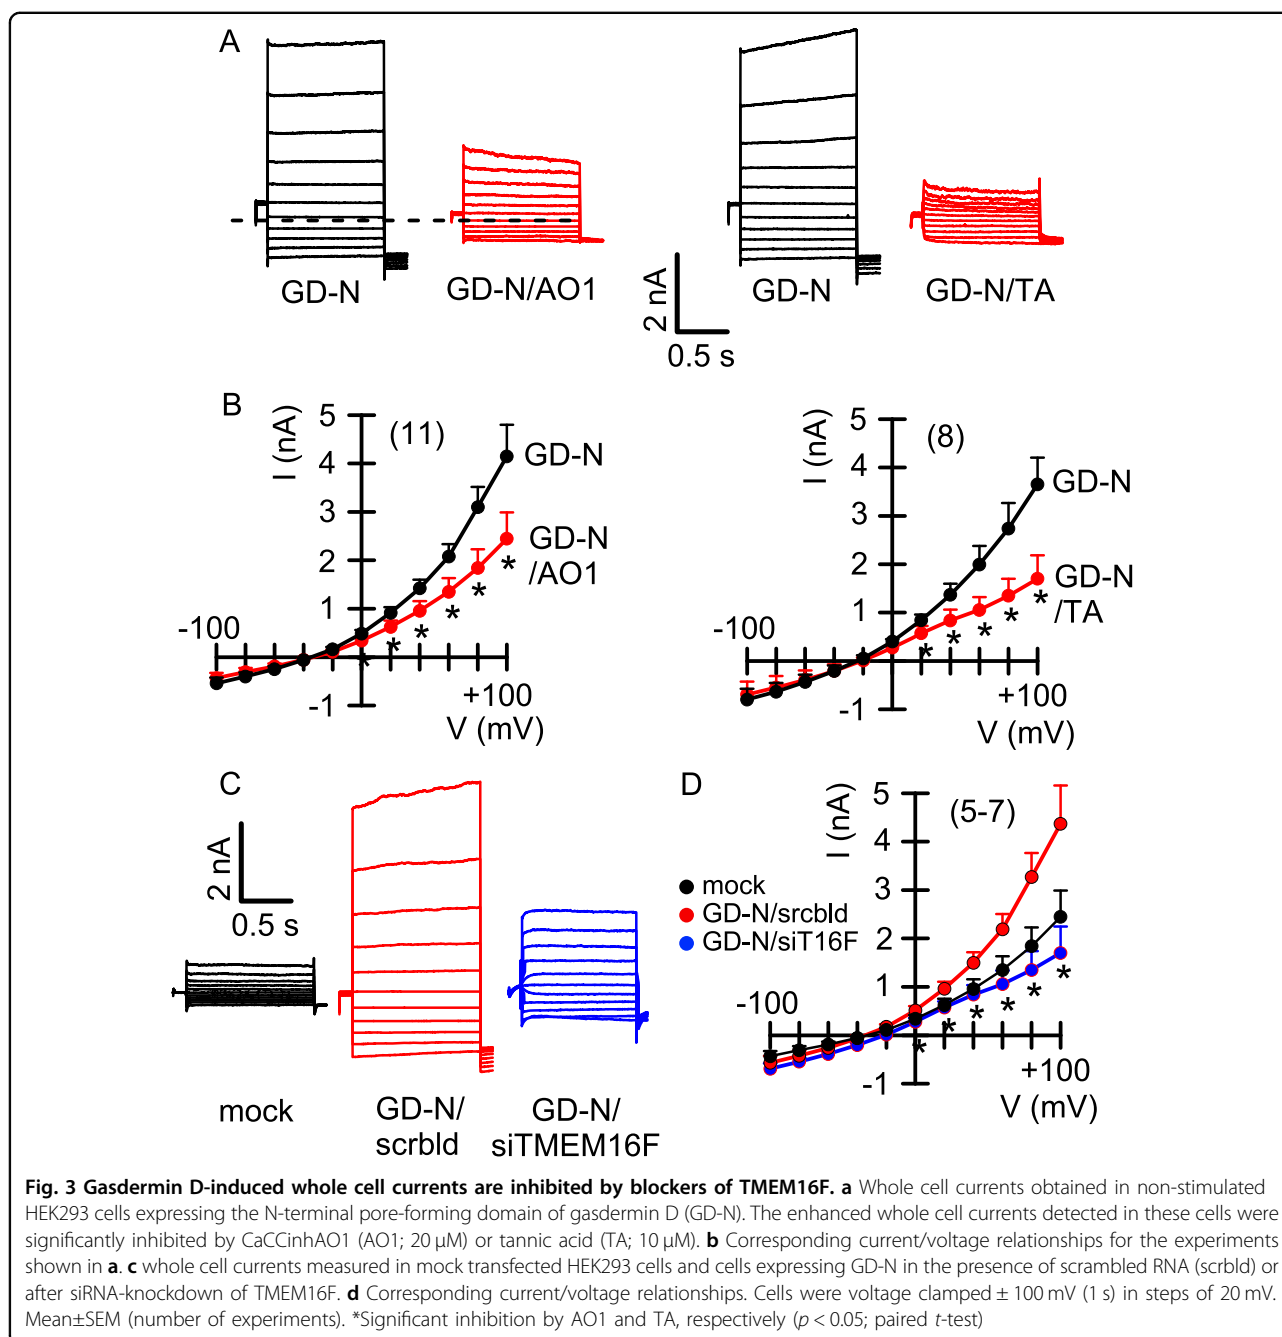 A
GD-N
GD-N/AO1
2 nA
0.5 s
GD-N
GD-N/TA
B
I (nA)
5
4
3
2
1
-1
(11)
GD-N
GD-N
/AO1
* * * * * *
-100
+100
V (mV)
I (nA)
5
4
3
2
1
-1
(8)
GD-N
GD-N
/TA
* * * * *
-100
+100
V (mV)
C
2 nA
0.5 s
mock
GD-N/
scrbld
GD-N/
siTMEM16F
D
I (nA)
5
4
3
2
1
-1
(5-7)
mock
GD-N/srcbld
GD-N/siT16F
* * * * * *
-100
+100
V (mV)
Fig. 3 Gasdermin D-induced whole cell currents are inhibited by blockers of TMEM16F. a Whole cell currents obtained in non-stimulated
HEK293 cells expressing the N-terminal pore-forming domain of gasdermin D (GD-N). The enhanced whole cell currents detected in these cells were
significantly inhibited by CaCCinhAO1 (AO1; 20 µM) or tannic acid (TA; 10 µM). b Corresponding current/voltage relationships for the experiments
shown in a. c whole cell currents measured in mock transfected HEK293 cells and cells expressing GD-N in the presence of scrambled RNA (scrbld) or
after siRNA-knockdown of TMEM16F. d Corresponding current/voltage relationships. Cells were voltage clamped ± 100 mV (1 s) in steps of 20 mV.
Mean±SEM (number of experiments). *Significant inhibition by AO1 and TA, respectively (p < 0.05; paired t-test)